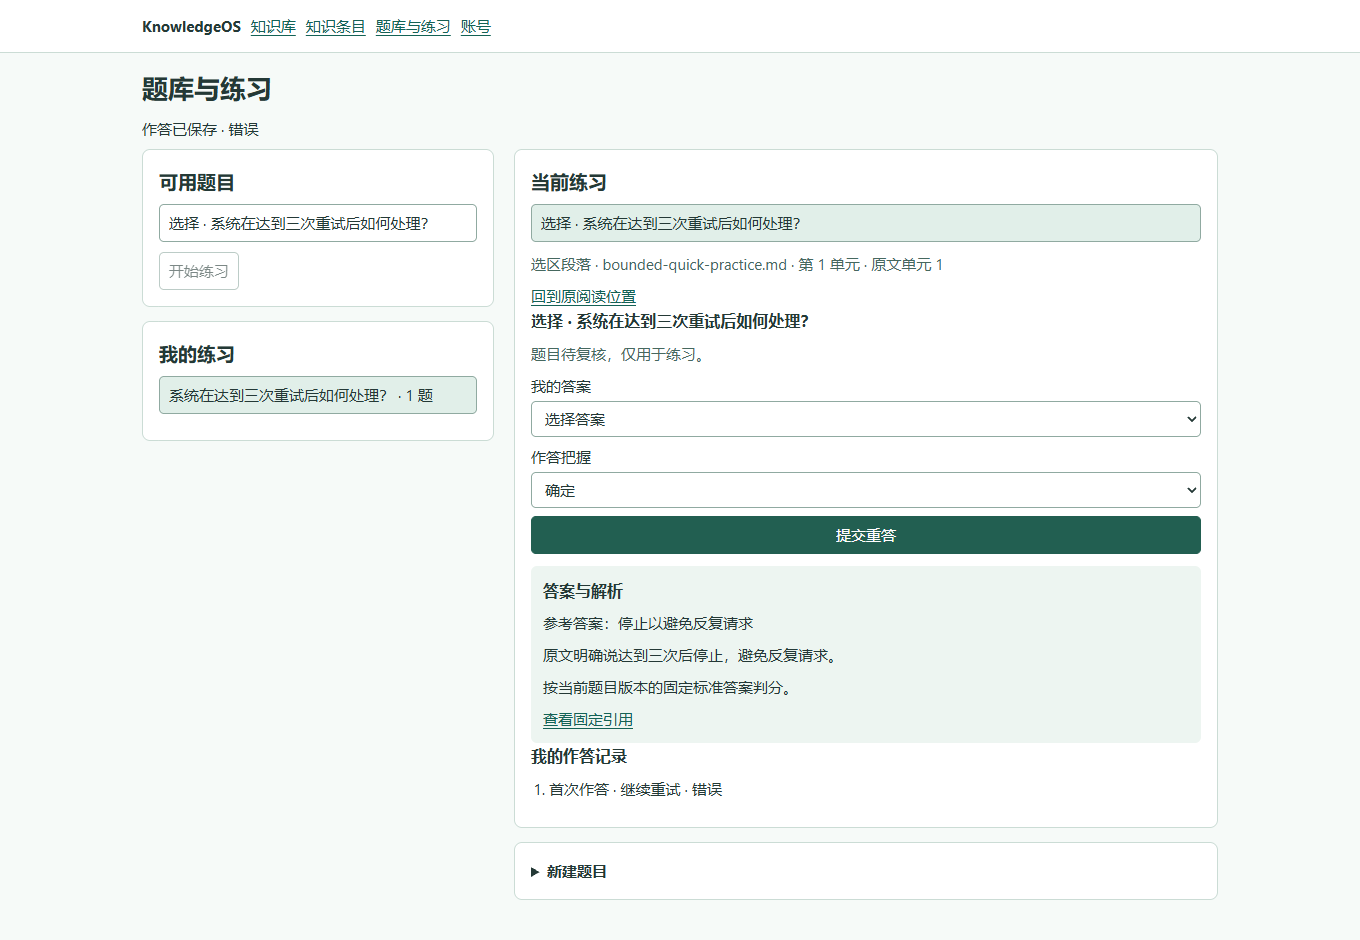 KnowledgeOS 知识库 知识条目 题库与练习 账号
题库与练习
作答已保存 · 错误
可用题目
选择 · 系统在达到三次重试后如何处理？
开始练习
我的练习
系统在达到三次重试后如何处理？ · 1 题
当前练习
选择 · 系统在达到三次重试后如何处理？
选区段落 · bounded-quick-practice.md · 第 1 单元 · 原文单元 1
回到原阅读位置
选择 · 系统在达到三次重试后如何处理？
题目待复核，仅用于练习。
我的答案
选择答案
作答把握
确定
提交重答
答案与解析
参考答案：停止以避免反复请求
原文明确说达到三次后停止，避免反复请求。
按当前题目版本的固定标准答案判分。
查看固定引用
我的作答记录
1. 首次作答 · 继续重试 · 错误
新建题目